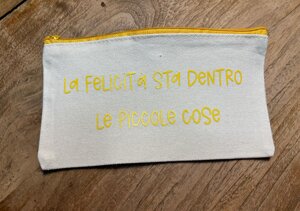 La FELICITà STa DENTRO
LE PICCOLE COSE